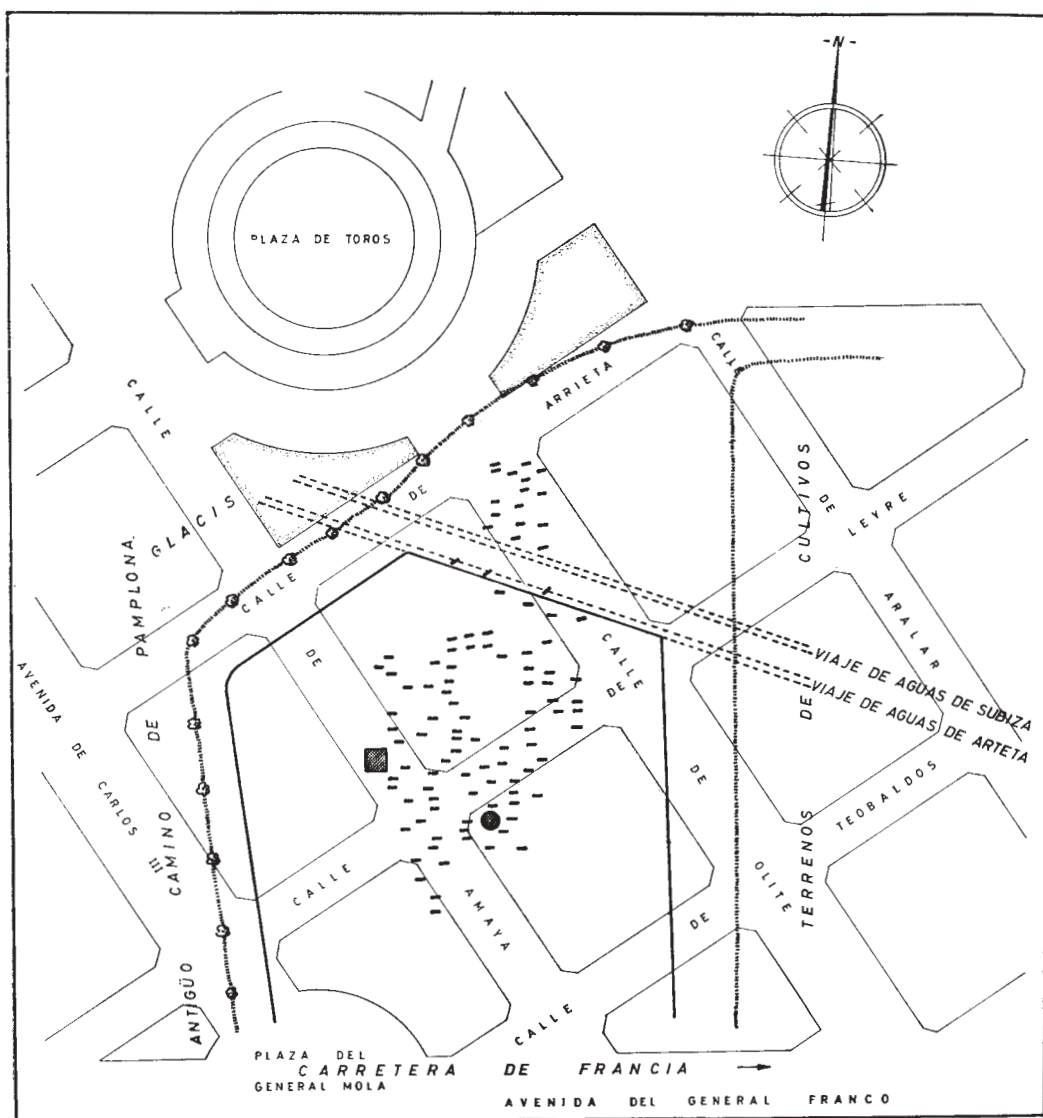 -N-
PLAZA DE TOROS
CALLE
CALLE DE ARRIETA
CALLE DE OLITE
CALLE DE LEYRE
GLACIS
PAMPLONA.
CULTIVOS
ARALAR
CALLE DE AMAYA
CALLE DE TEOBALDOS
VIAJE DE AGUAS DE SUBIZA
VIAJE DE AGUAS DE ARTETA
AVENIDA DE CARLOS III
DE
CAMINO
ANTIGÜO
DE
TERRENOS
CALLE
CALLE DE
PLAZA DEL
GENERAL MOLA
CARRETERA DE FRANCIA
AVENIDA DEL GENERAL FRANCO